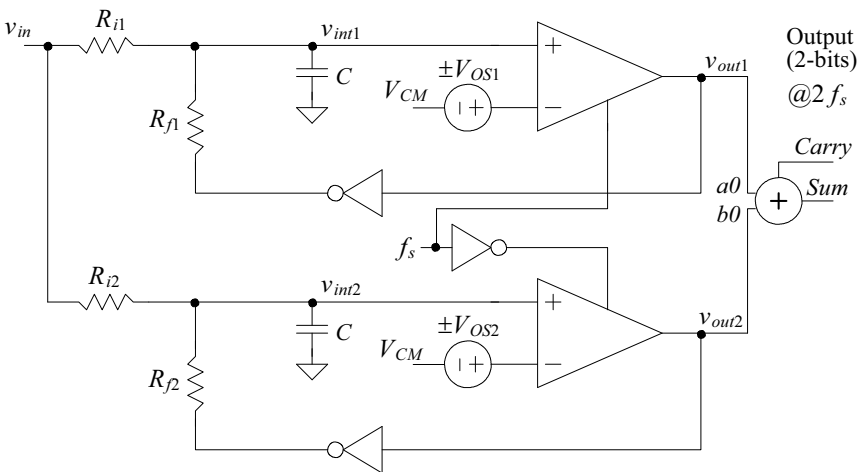 v_in
R_i1
v_int1
C
R_f1
V_CM
±V_OS1
− +
+
−
v_out1
Output
(2-bits)
@2 f_s
Carry
Sum
a0
b0
+
f_s
R_i2
v_int2
C
R_f2
V_CM
±V_OS2
− +
+
−
v_out2